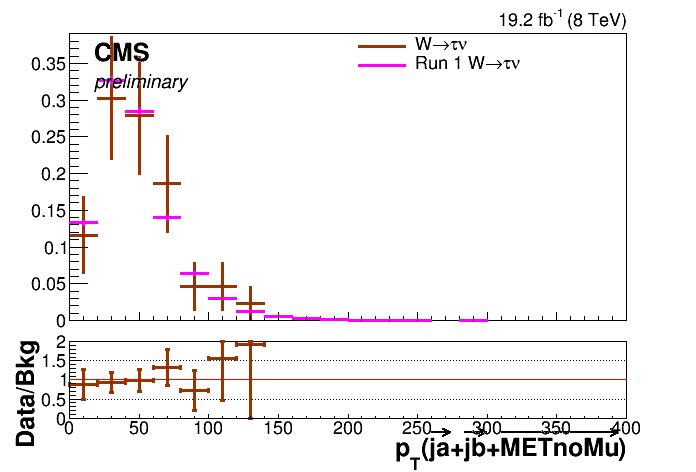 19.2 fb⁻¹ (8 TeV)
CMS
preliminary
W→τν
Run 1 W→τν
0.35
0.3
0.25
0.2
0.15
0.1
0.05
0
Data/Bkg
2
1.5
1
0.5
0
0 50 100 150 200 250 300 350 400
p_T(ja+jb+METnoMu)